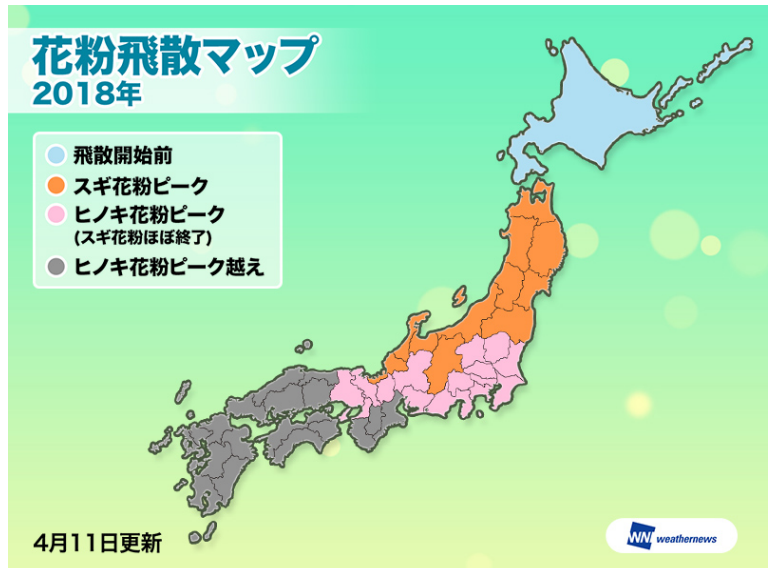 花粉飛散マップ
2018年
飛散開始前
スギ花粉ピーク
ヒノキ花粉ピーク
(スギ花粉ほぼ終了)
ヒノキ花粉ピーク越え
4月11日更新
WN weathernews